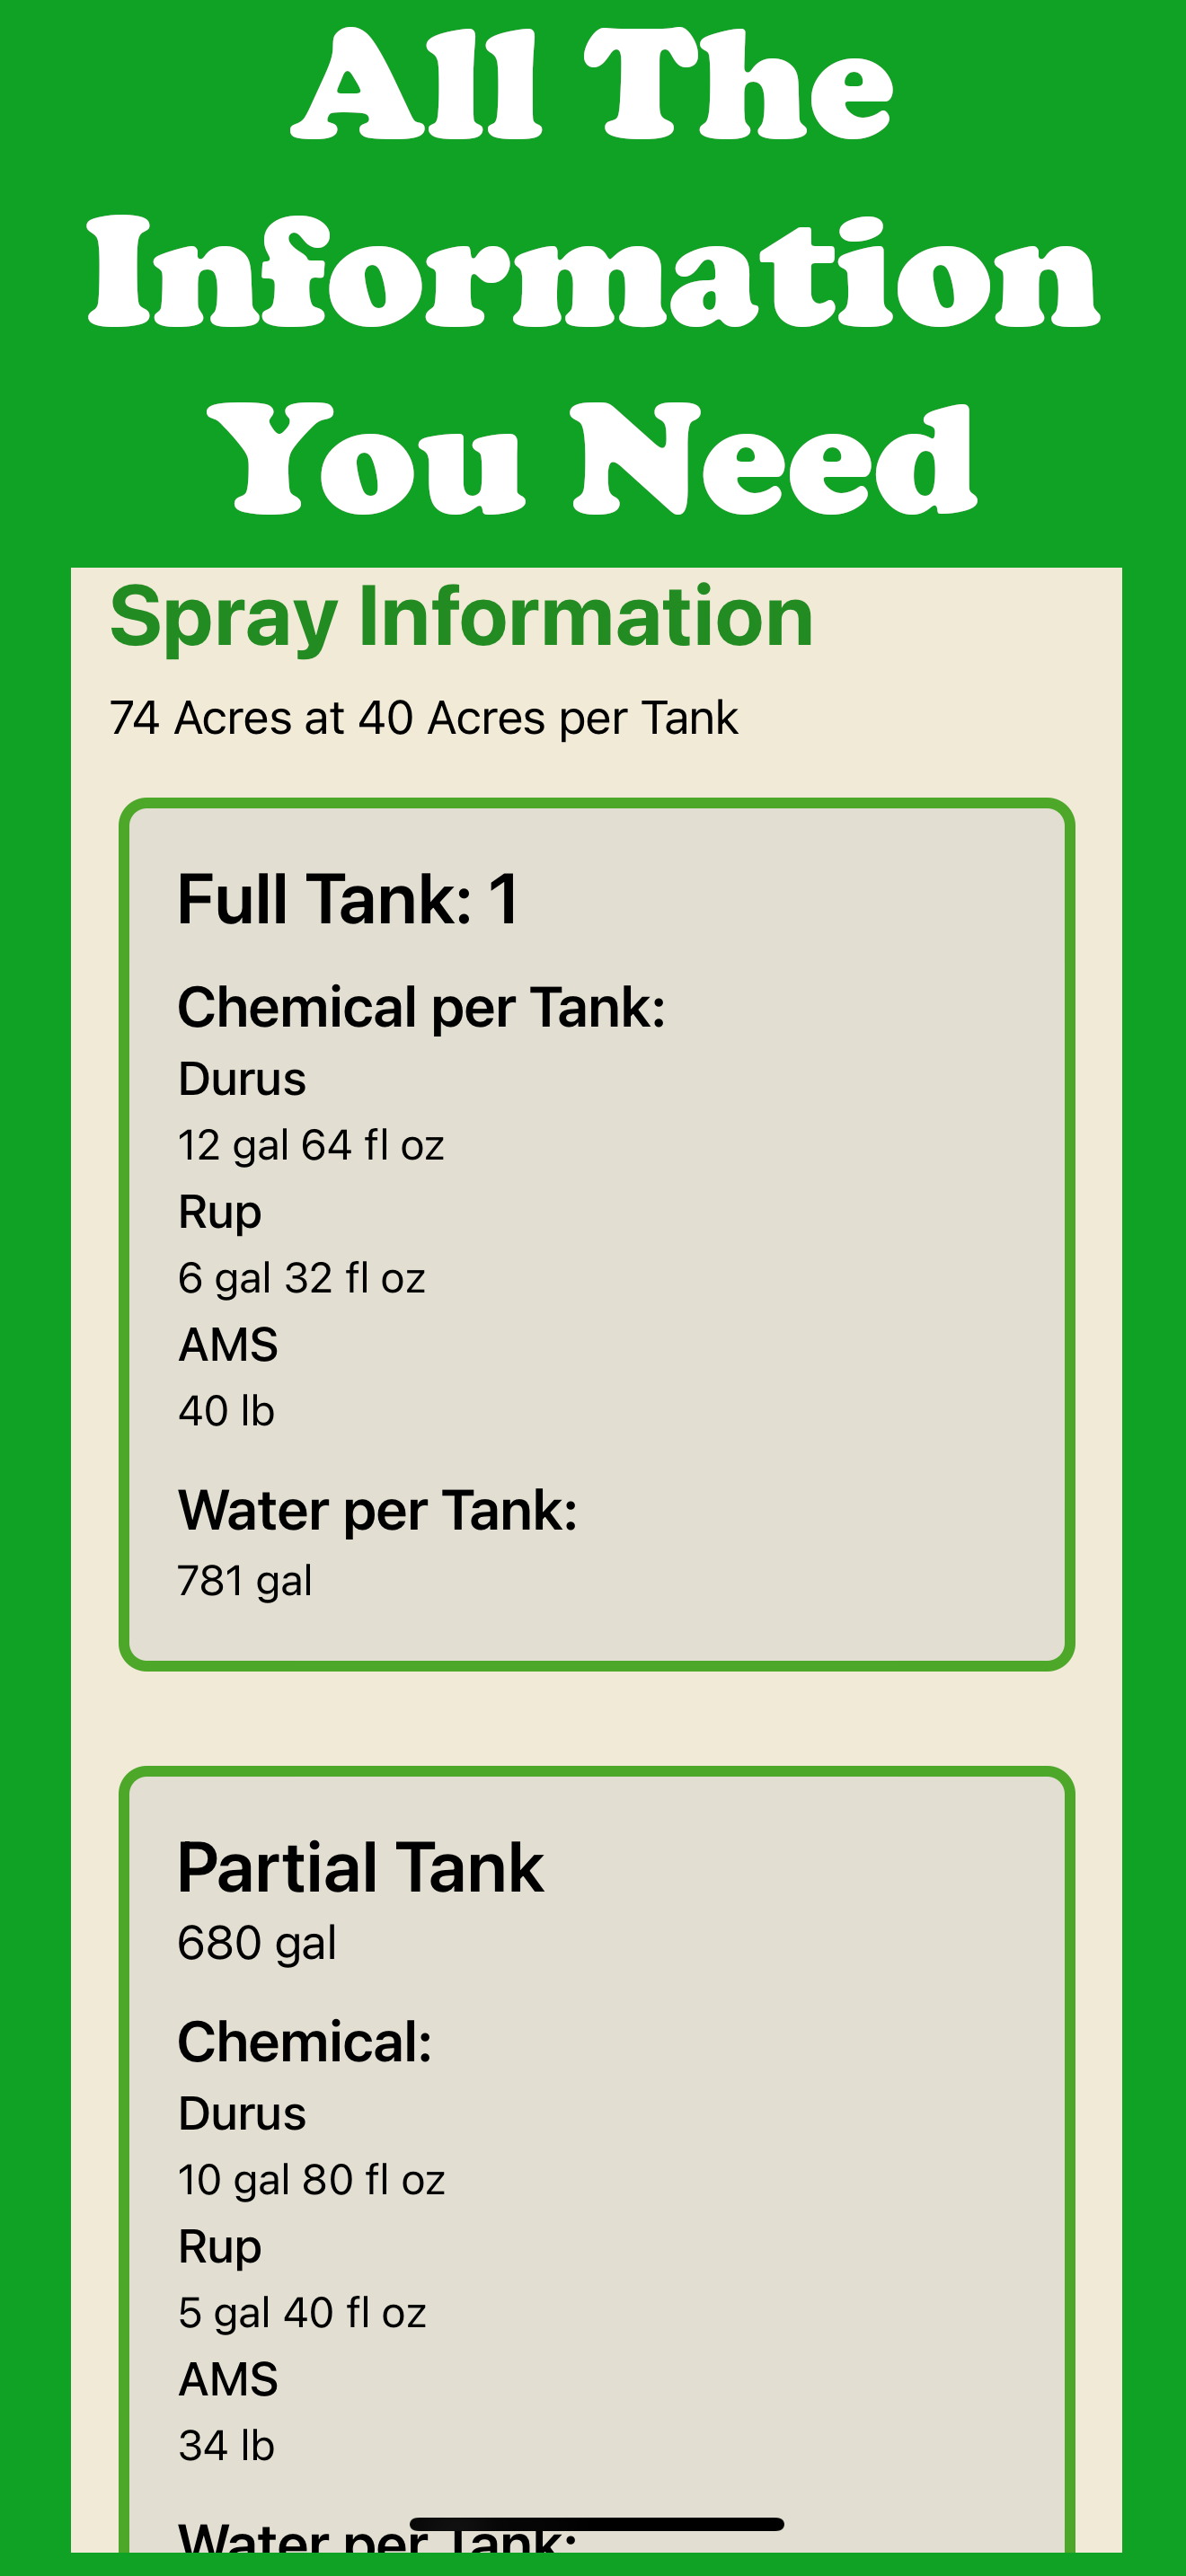 All The
Information
You Need
Spray Information
74 Acres at 40 Acres per Tank
Full Tank: 1
Chemical per Tank:
Durus
12 gal 64 fl oz
Rup
6 gal 32 fl oz
AMS
40 lb
Water per Tank:
781 gal
Partial Tank
680 gal
Chemical:
Durus
10 gal 80 fl oz
Rup
5 gal 40 fl oz
AMS
34 lb
Water per Tank: